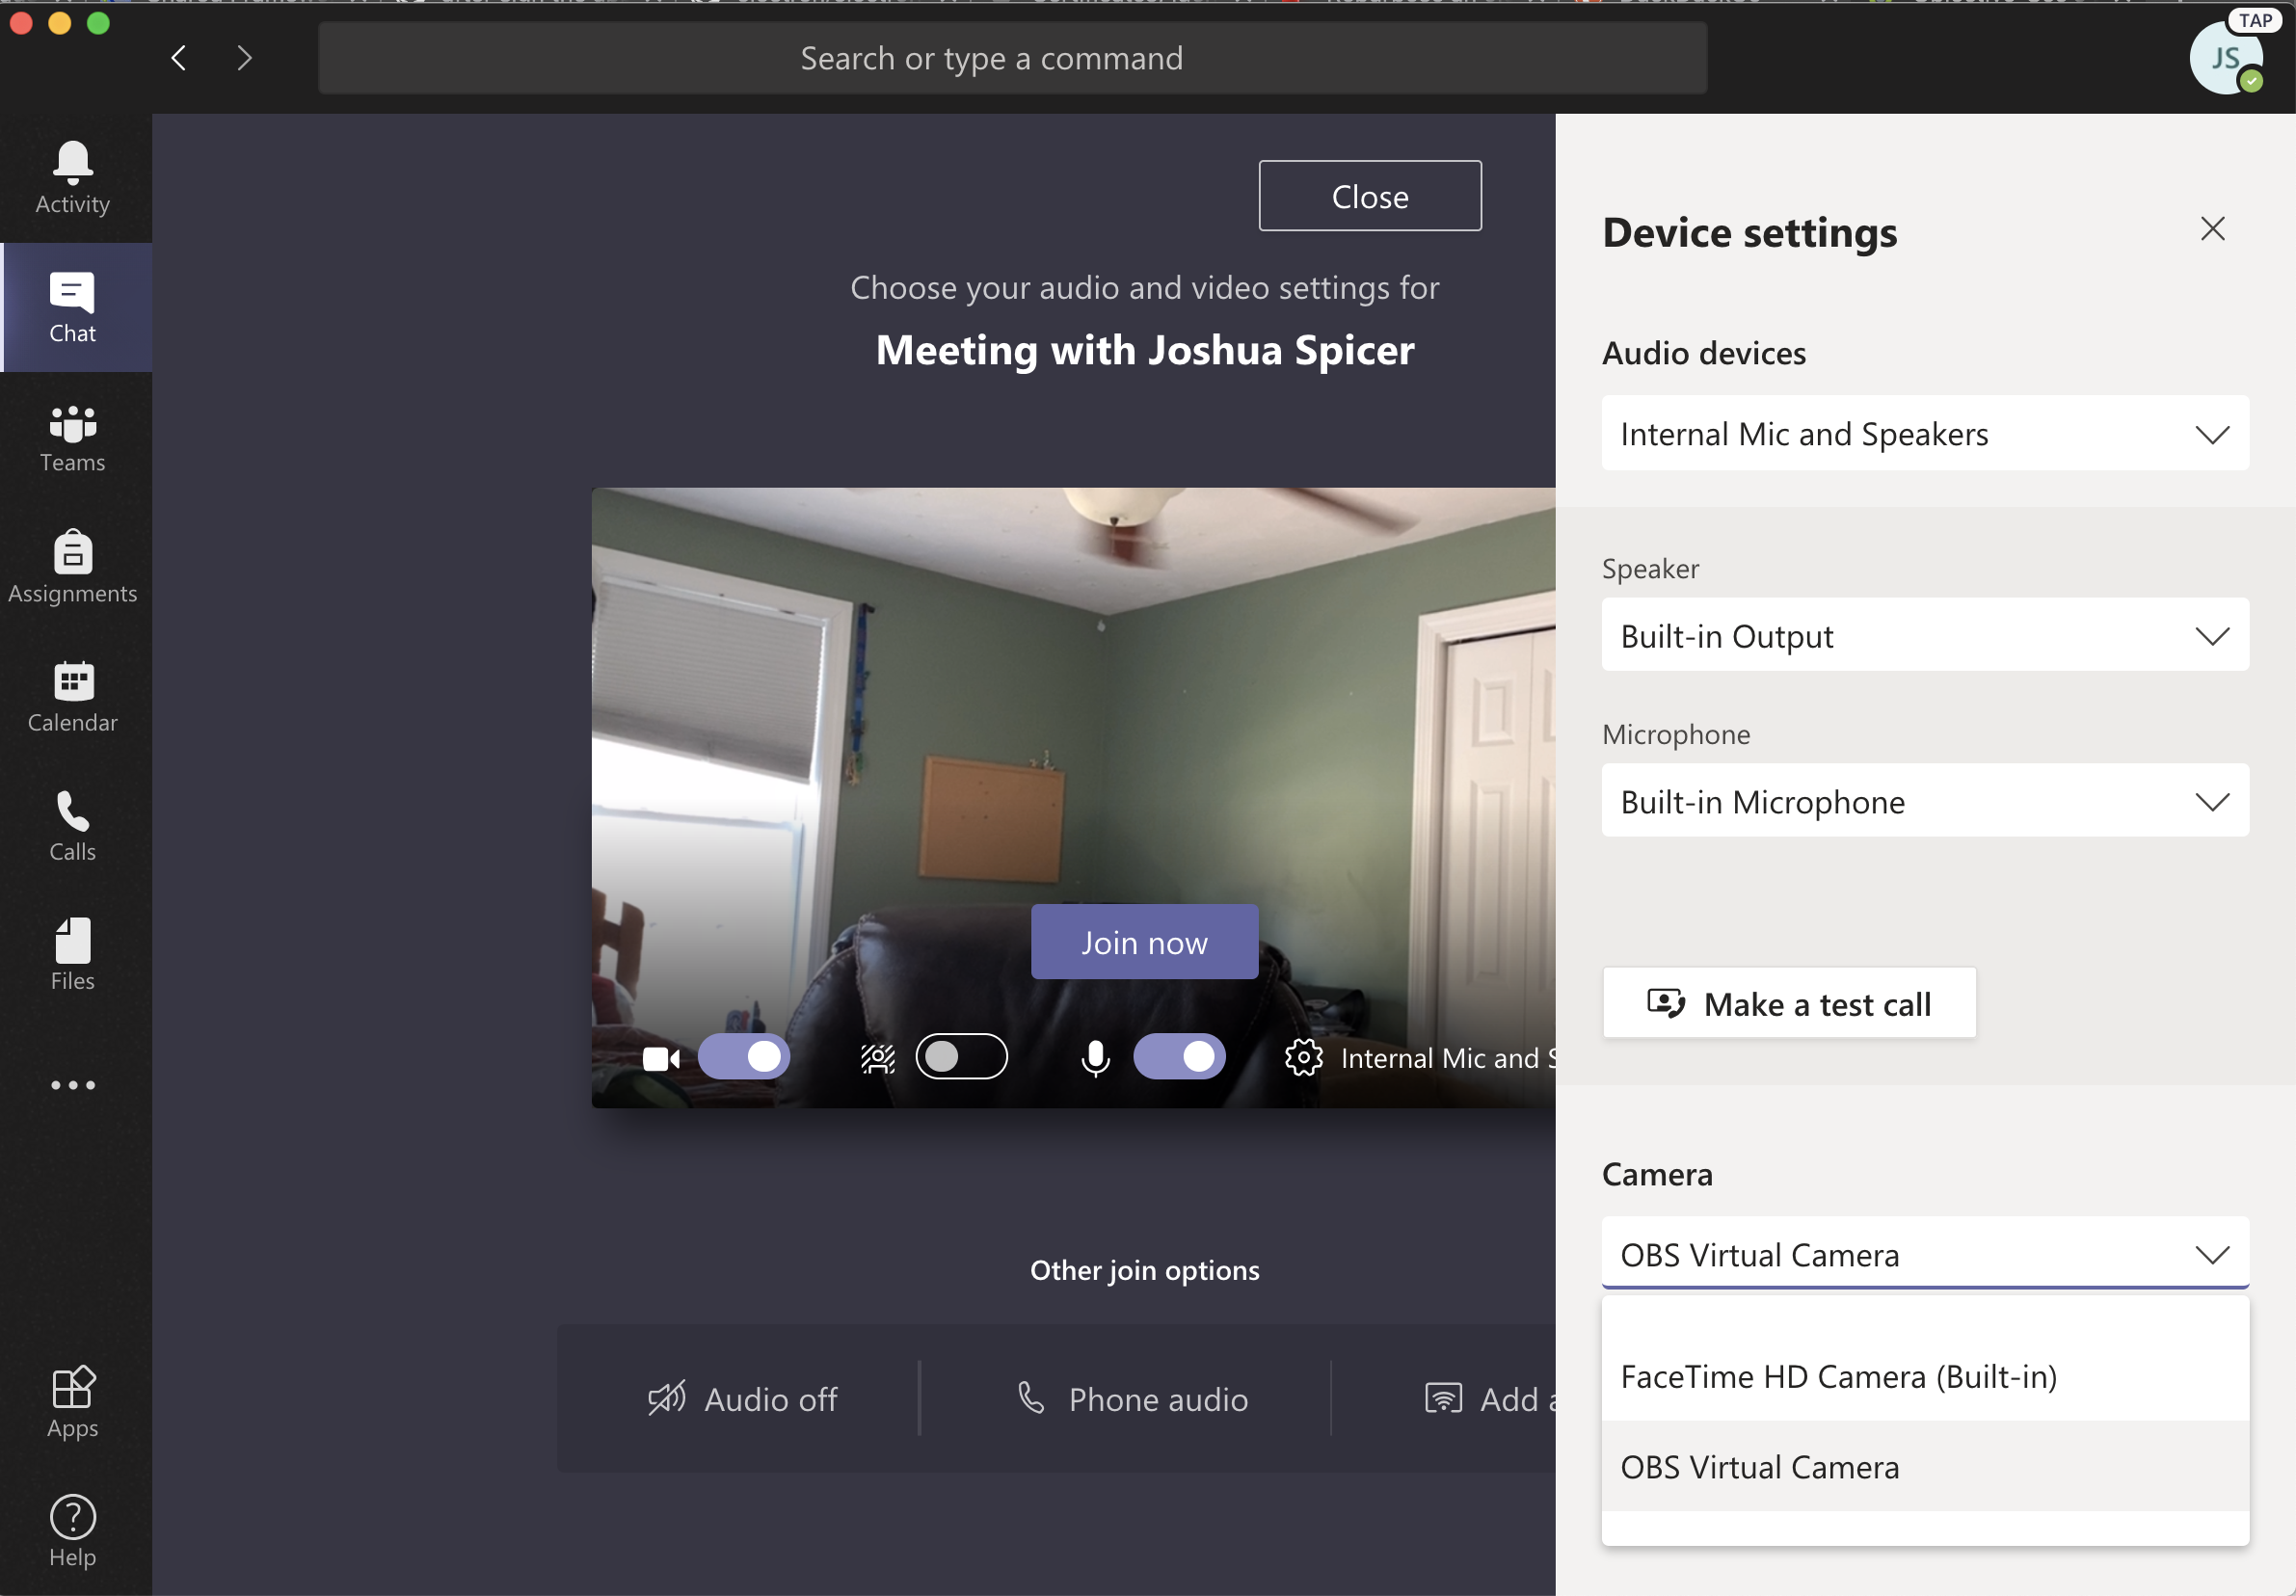 Search or type a command
TAP
JS
Activity
Chat
Teams
Assignments
Calendar
Calls
Files
Apps
Help
Close
Choose your audio and video settings for
Meeting with Joshua Spicer
Join now
Internal Mic and S
Other join options
Audio off
Phone audio
Add a
Device settings
Audio devices
Internal Mic and Speakers
Speaker
Built-in Output
Microphone
Built-in Microphone
Make a test call
Camera
OBS Virtual Camera
FaceTime HD Camera (Built-in)
OBS Virtual Camera